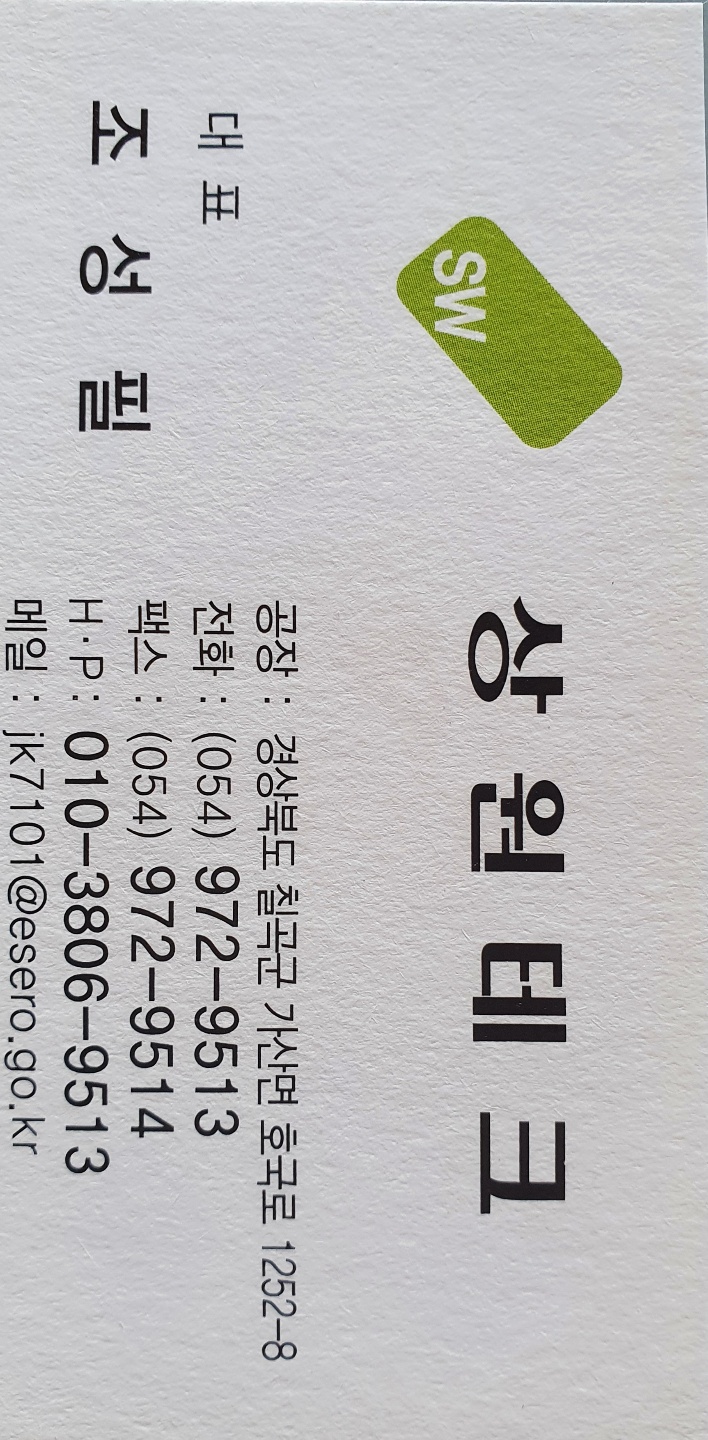 SW
상원테크
대표
조성필
공장 : 경상북도 칠곡군 가산면 호국로 1252-8
전화 : (054) 972-9513
팩스 : (054) 972-9514
H·P : 010-3806-9513
메일 : jk7101@esero.go.kr